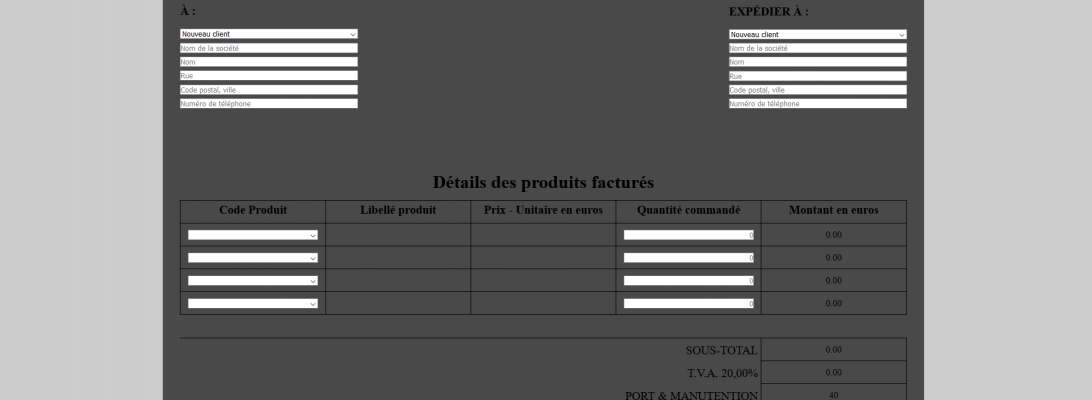 À :
EXPÉDIER À :
Nouveau client
Nouveau client
Nom de la société
Nom de la société
Nom
Nom
Rue
Rue
Code postal, ville
Code postal, ville
Numéro de téléphone
Numéro de téléphone
Détails des produits facturés
Code Produit Libellé produit Prix - Unitaire en euros Quantité commandé Montant en euros
0 0.00
0 0.00
0 0.00
0 0.00
SOUS-TOTAL 0.00
T.V.A. 20,00% 0.00
PORT & MANUTENTION 40